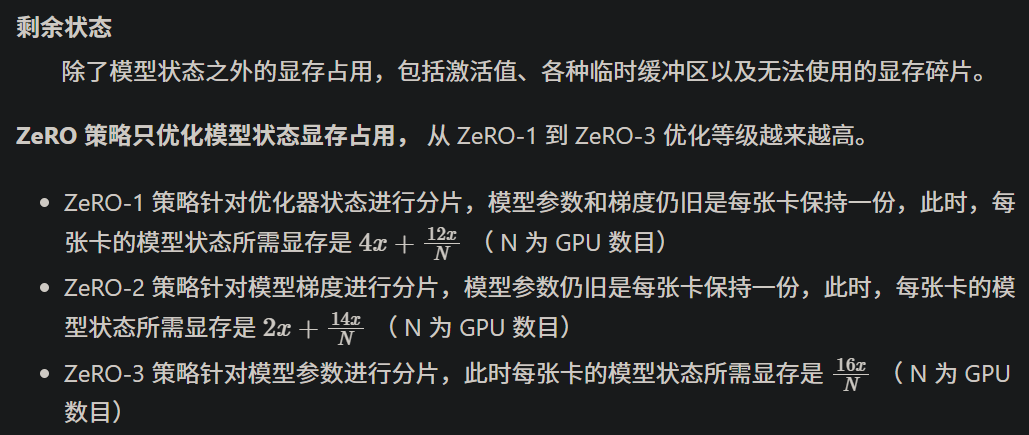 剩余状态
除了模型状态之外的显存占用，包括激活值、各种临时缓冲区以及无法使用的显存碎片。
ZeRO 策略只优化模型状态显存占用， 从 ZeRO-1 到 ZeRO-3 优化等级越来越高。
• ZeRO-1 策略针对优化器状态进行分片，模型参数和梯度仍旧是每张卡保持一份，此时，每
张卡的模型状态所需显存是 4x + 12x/N （ N 为 GPU 数目）
• ZeRO-2 策略针对模型梯度进行分片，模型参数仍旧是每张卡保持一份，此时，每张卡的模
型状态所需显存是 2x + 14x/N （ N 为 GPU 数目）
• ZeRO-3 策略针对模型参数进行分片，此时每张卡的模型状态所需显存是 16x/N （ N 为 GPU
数目）